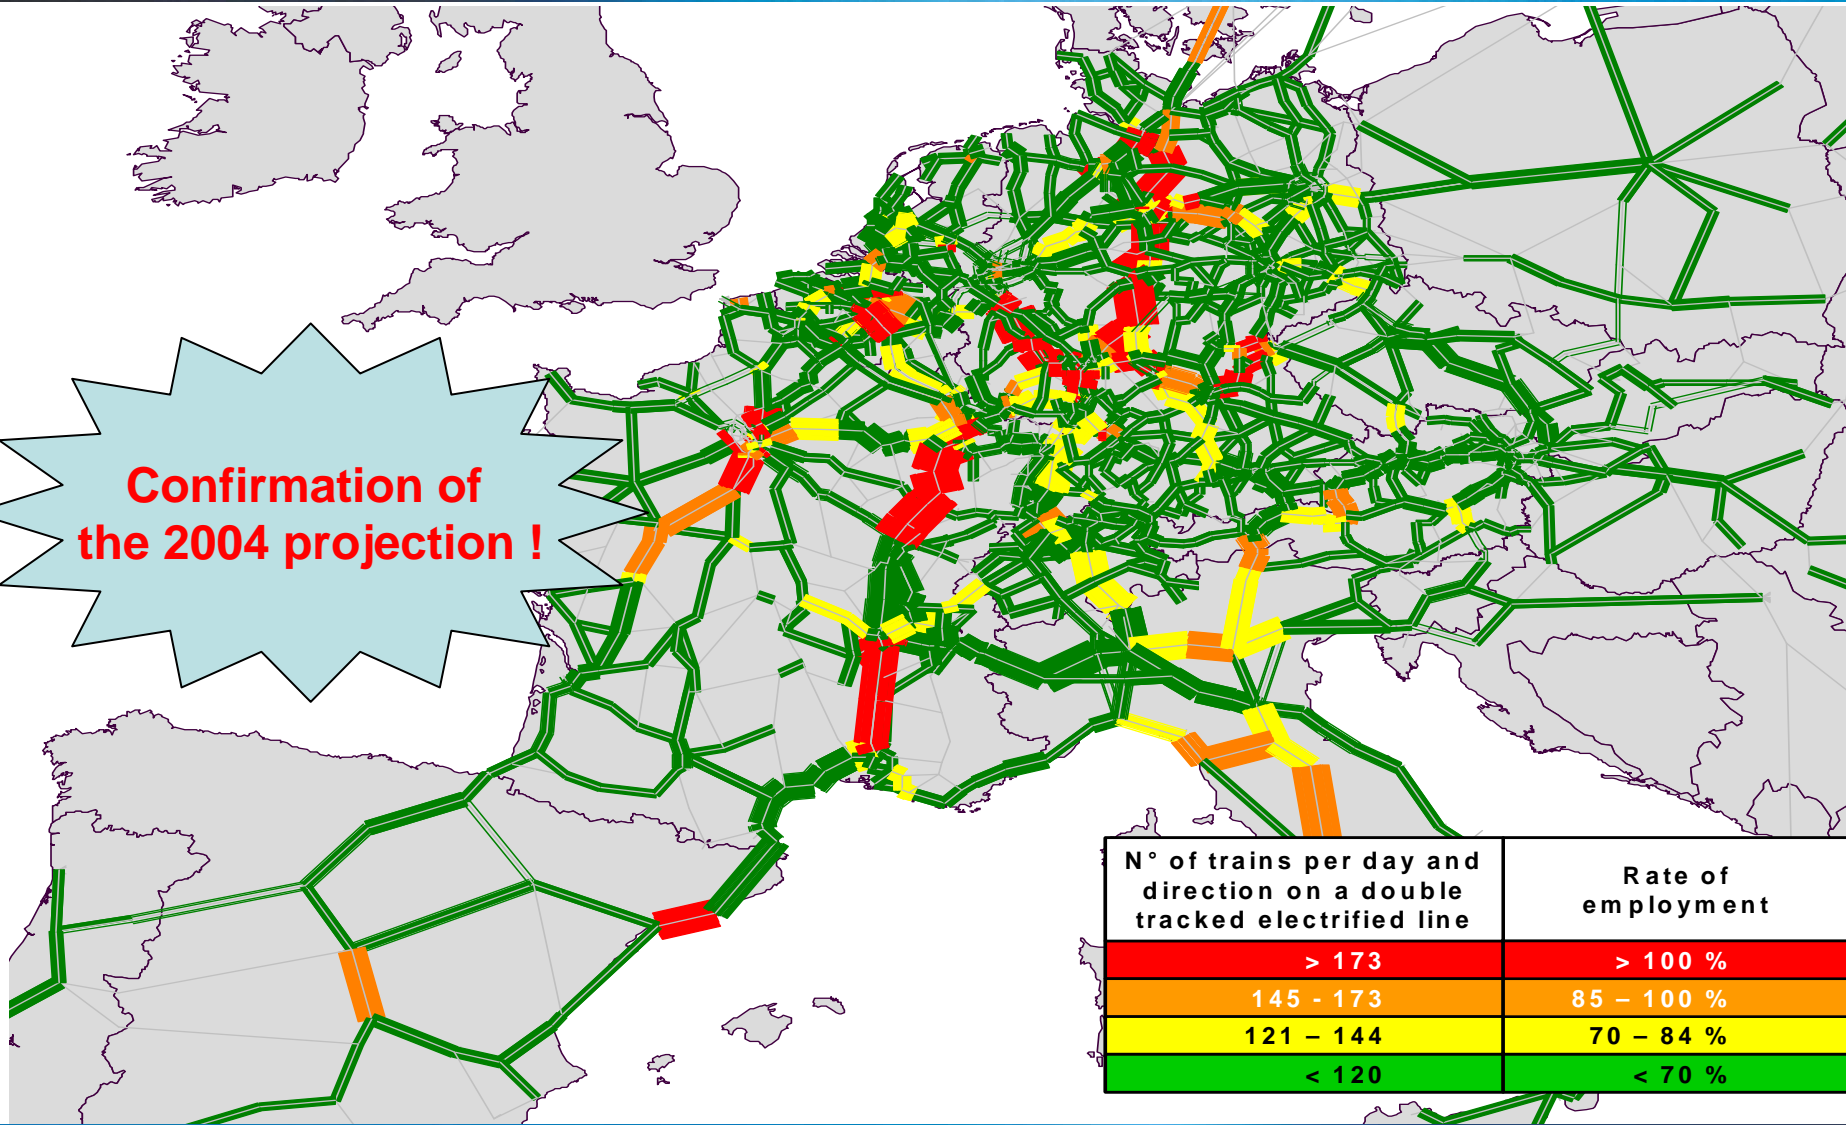 Confirmation of
the 2004 projection !
N° of trains per day and
direction on a double
tracked electrified line
Rate of
employment
> 173
> 100 %
145 - 173
85 – 100 %
121 – 144
70 – 84 %
< 120
< 70 %